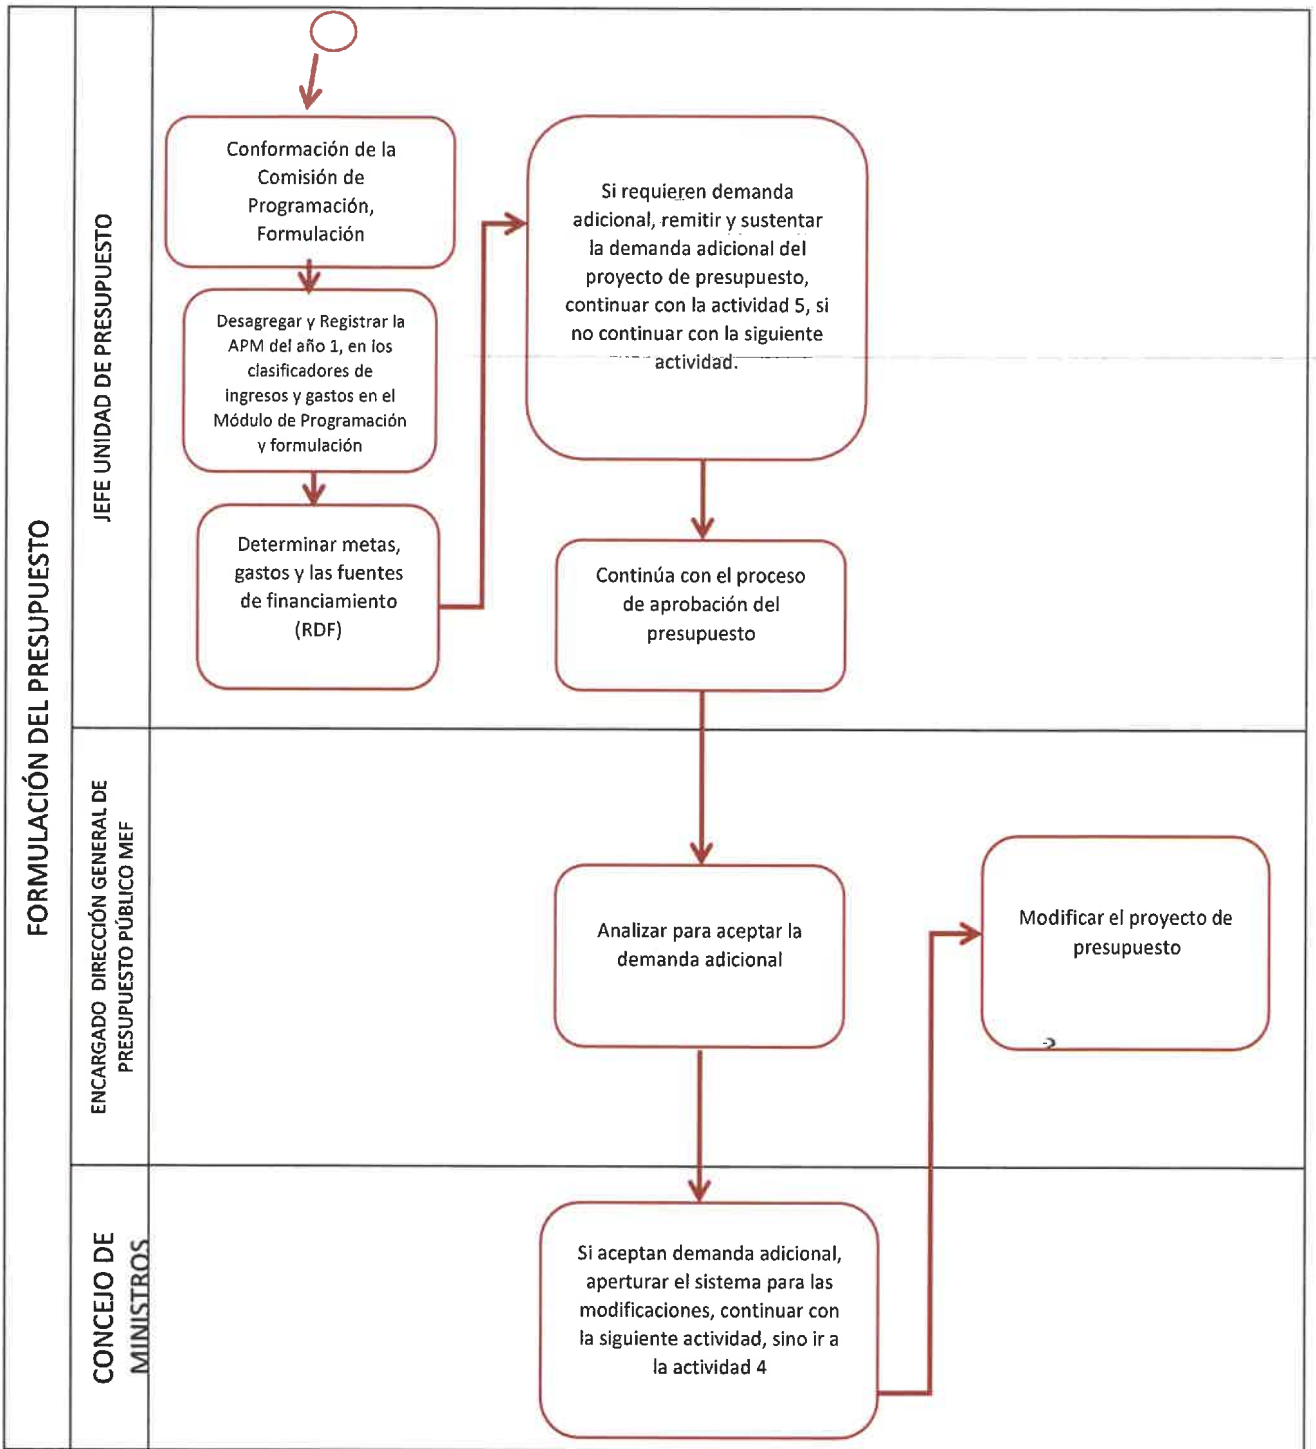 FORMULACIÓN DEL PRESUPUESTO
JEFE UNIDAD DE PRESUPUESTO
Conformación de la
Comisión de
Programación,
Formulación
Desagregar y Registrar la
APM del año 1, en los
clasificadores de
ingresos y gastos en el
Módulo de Programación
y formulación
Determinar metas,
gastos y las fuentes
de financiamiento
(RDF)
Si requieren demanda
adicional, remitir y sustentar
la demanda adicional del
proyecto de presupuesto,
continuar con la actividad 5, si
no continuar con la siguiente
actividad.
Continúa con el proceso
de aprobación del
presupuesto
ENCARGADO DIRECCIÓN GENERAL DE
PRESUPUESTO PÚBLICO MEF
Analizar para aceptar la
demanda adicional
Modificar el proyecto de
presupuesto
CONCEJO DE
MINISTROS
Si aceptan demanda adicional,
aperturar el sistema para las
modificaciones, continuar con
la siguiente actividad, sino ir a
la actividad 4